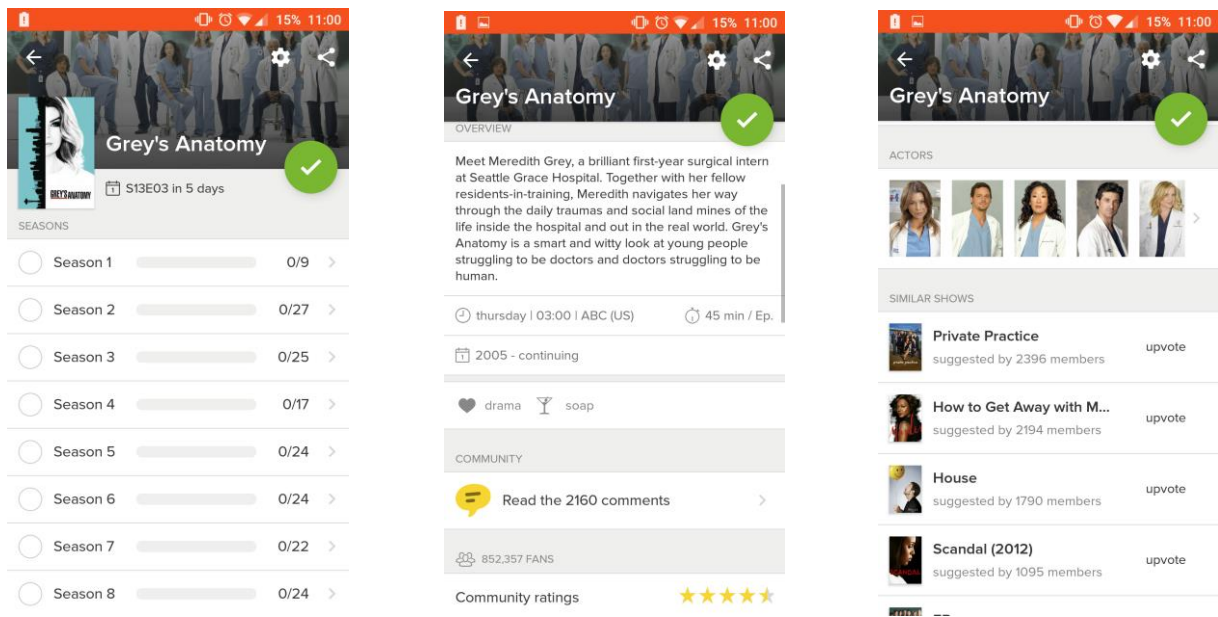 15% 11:00
Grey's Anatomy
GREY'S ANATOMY
S13E03 in 5 days
SEASONS
Season 1 0/9
Season 2 0/27
Season 3 0/25
Season 4 0/17
Season 5 0/24
Season 6 0/24
Season 7 0/22
Season 8 0/24
15% 11:00
Grey's Anatomy
OVERVIEW
Meet Meredith Grey, a brilliant first-year surgical intern
at Seattle Grace Hospital. Together with her fellow
residents-in-training, Meredith navigates her way
through the daily traumas and social land mines of the
life inside the hospital and out in the real world. Grey's
Anatomy is a smart and witty look at young people
struggling to be doctors and doctors struggling to be
human.
thursday | 03:00 | ABC (US) 45 min / Ep.
2005 - continuing
drama soap
COMMUNITY
Read the 2160 comments
852,357 FANS
Community ratings
15% 11:00
Grey's Anatomy
ACTORS
SIMILAR SHOWS
Private Practice
suggested by 2396 members
upvote
How to Get Away with M...
suggested by 2194 members
upvote
House
suggested by 1790 members
upvote
Scandal (2012)
suggested by 1095 members
upvote